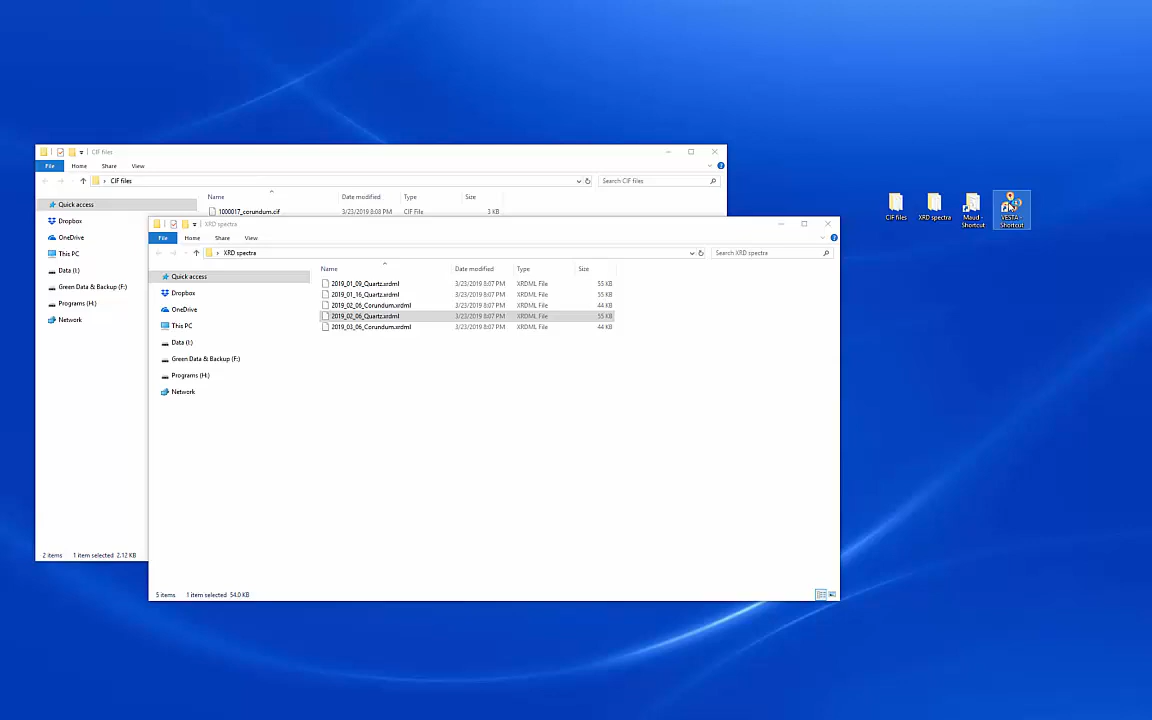 CIF files
File Home Share View
CIF files
Search CIF files
Quick access
Dropbox
OneDrive
This PC
Data (I:)
Green Data & Backup (F:)
Programs (H:)
Network
Name Date modified Type Size
1000017_corundum.cif 3/23/2019 8:08 PM CIF File 3 KB
2 items 1 item selected 2.12 KB
XRD spectra
File Home Share View
XRD spectra
Search XRD spectra
Quick access
Dropbox
OneDrive
This PC
Data (I:)
Green Data & Backup (F:)
Programs (H:)
Network
Name Date modified Type Size
2019_01_09_Quartz.xrdml 3/23/2019 8:07 PM XRDML File 55 KB
2019_01_16_Quartz.xrdml 3/23/2019 8:07 PM XRDML File 55 KB
2019_02_06_Corundum.xrdml 3/23/2019 8:07 PM XRDML File 44 KB
2019_02_06_Quartz.xrdml 3/23/2019 8:07 PM XRDML File 55 KB
2019_03_06_Corundum.xrdml 3/23/2019 8:07 PM XRDML File 44 KB
5 items 1 item selected 54.0 KB
CIF files
XRD spectra
Maud -
Shortcut
VESTA -
Shortcut